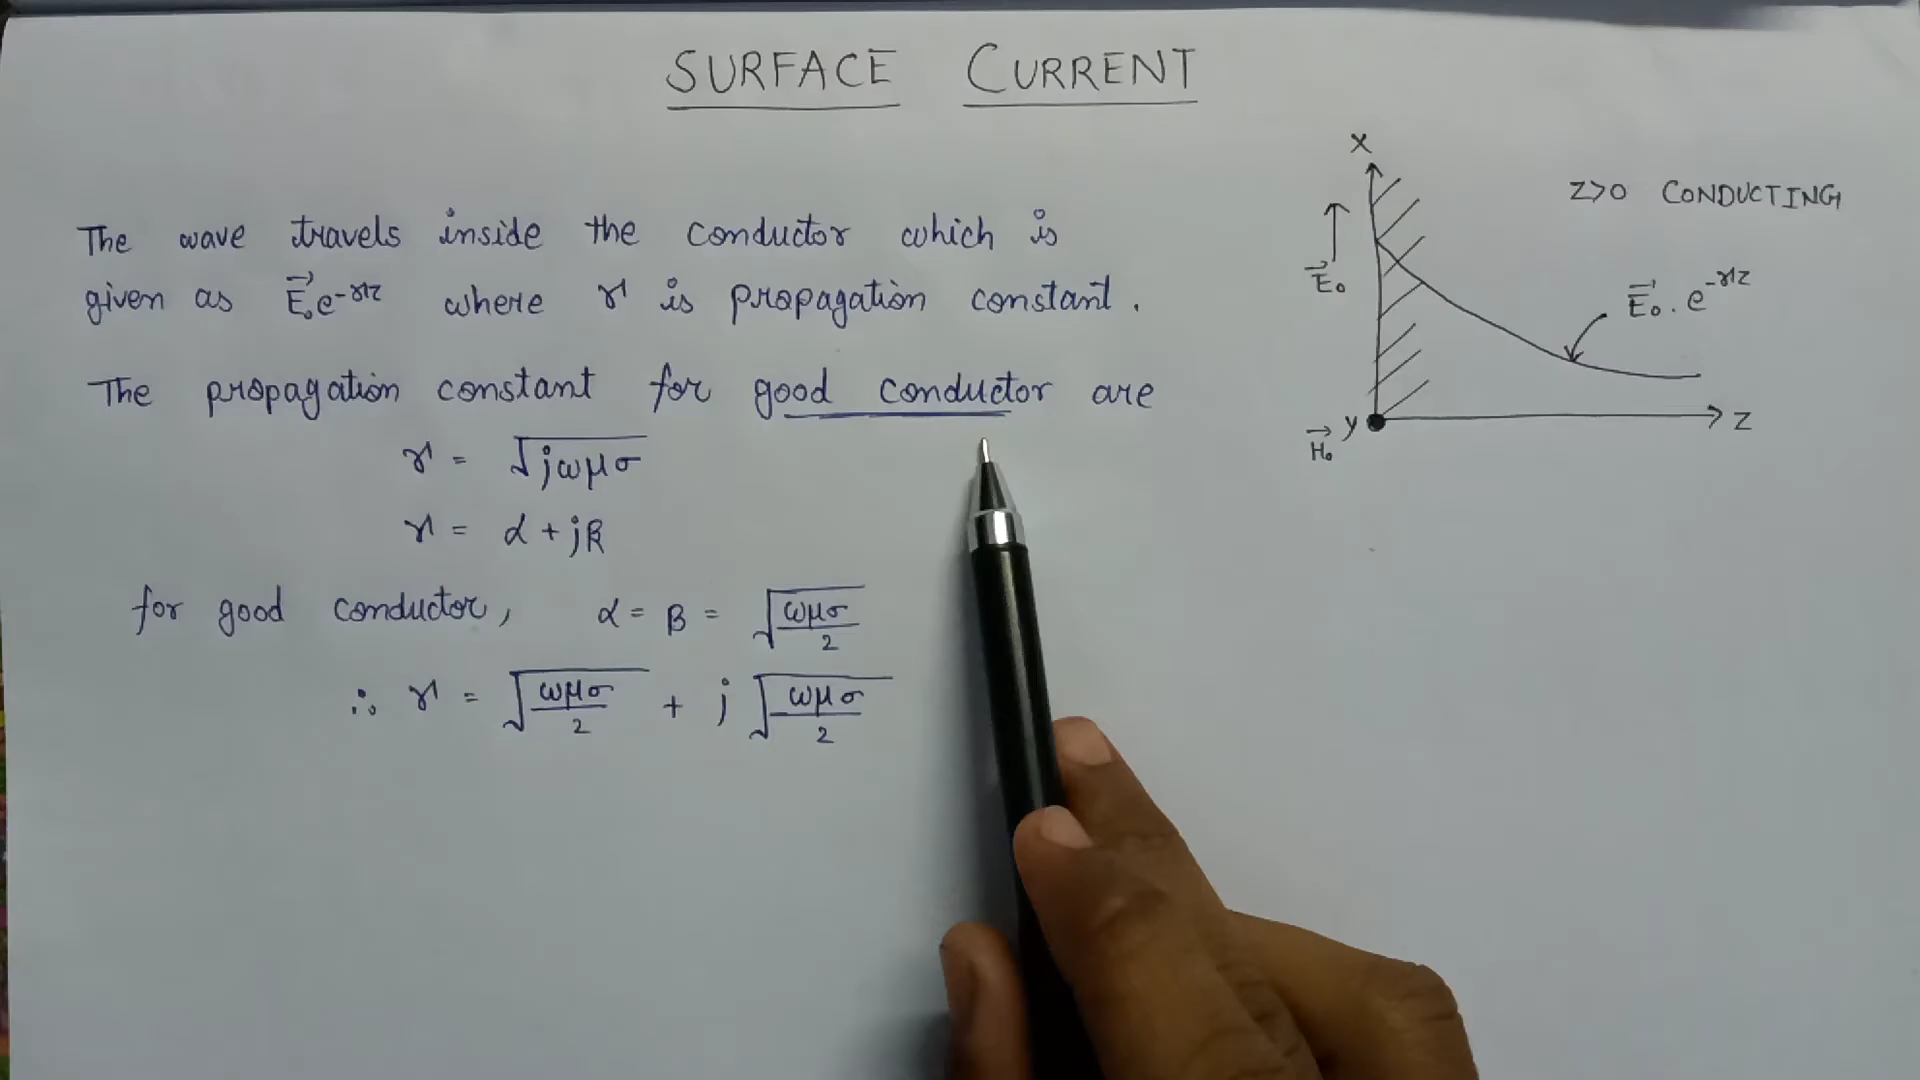 SURFACE CURRENT
The wave travels inside the conductor which is
given as E⃗₀e^-γz where γ is propagation constant.
The propagation constant for good conductor are
γ = √jωμσ
γ = α + jβ
for good conductor, α = β = √(ωμσ/2)
∴ γ = √(ωμσ/2) + j √(ωμσ/2)
X
Z>0 CONDUCTING
E⃗₀
E⃗₀. e^-γz
y
Z
H⃗₀